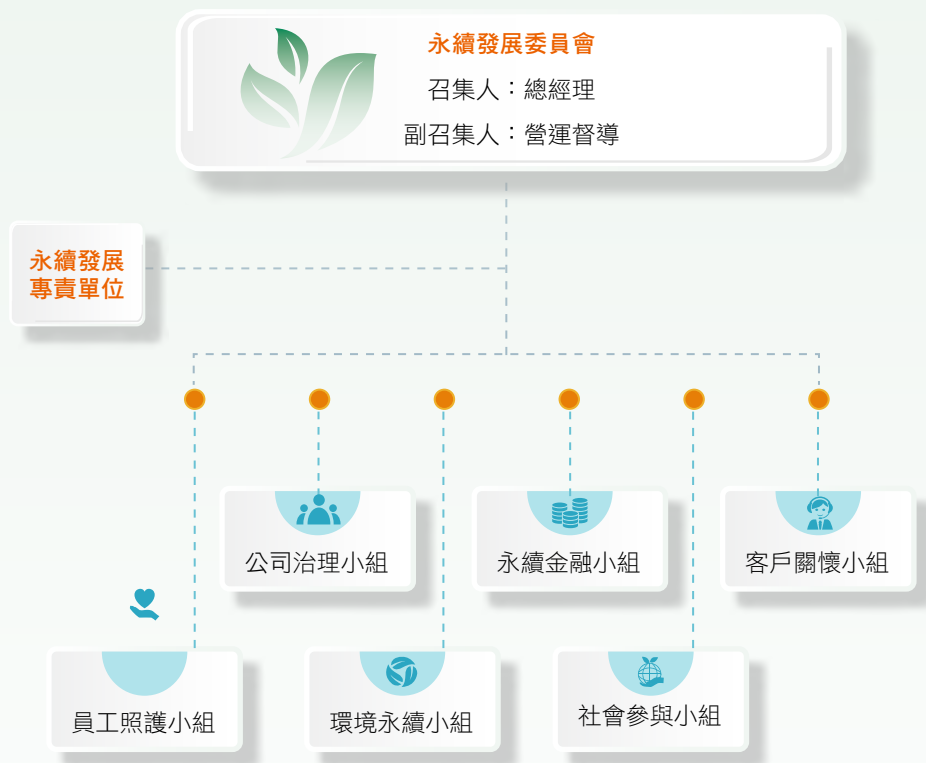 永續發展委員會
召集人：總經理
副召集人：營運督導
永續發展
專責單位
公司治理小組
永續金融小組
客戶關懷小組
員工照護小組
環境永續小組
社會參與小組